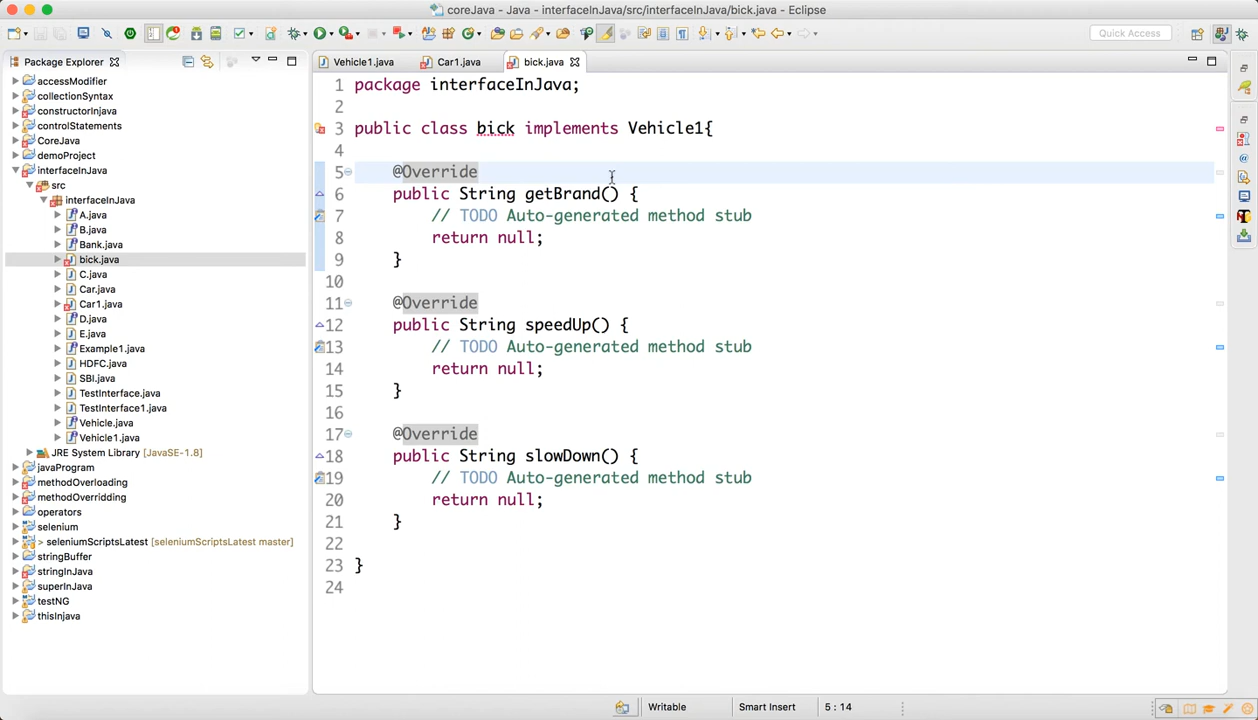 coreJava - Java - interfaceInJava/src/interfaceInJava/bick.java - Eclipse
Quick Access
Package Explorer
Vehicle1.java
Car1.java
bick.java
accessModifier
collectionSyntax
constructorInjava
controlStatements
CoreJava
demoProject
interfaceInJava
src
interfaceInJava
A.java
B.java
Bank.java
bick.java
C.java
Car.java
Car1.java
D.java
E.java
Example1.java
HDFC.java
SBI.java
TestInterface.java
TestInterface1.java
Vehicle.java
Vehicle1.java
JRE System Library [JavaSE-1.8]
javaProgram
methodOverloading
methodOverridding
operators
selenium
> seleniumScriptsLatest [seleniumScriptsLatest master]
stringBuffer
stringInJava
superInJava
testNG
thisInjava
1 package interfaceInJava;
2
3 public class bick implements Vehicle1{
4
5 @Override
6 public String getBrand() {
7 // TODO Auto-generated method stub
8 return null;
9 }
10
11 @Override
12 public String speedUp() {
13 // TODO Auto-generated method stub
14 return null;
15 }
16
17 @Override
18 public String slowDown() {
19 // TODO Auto-generated method stub
20 return null;
21 }
22
23 }
24
Writable
Smart Insert
5 : 14